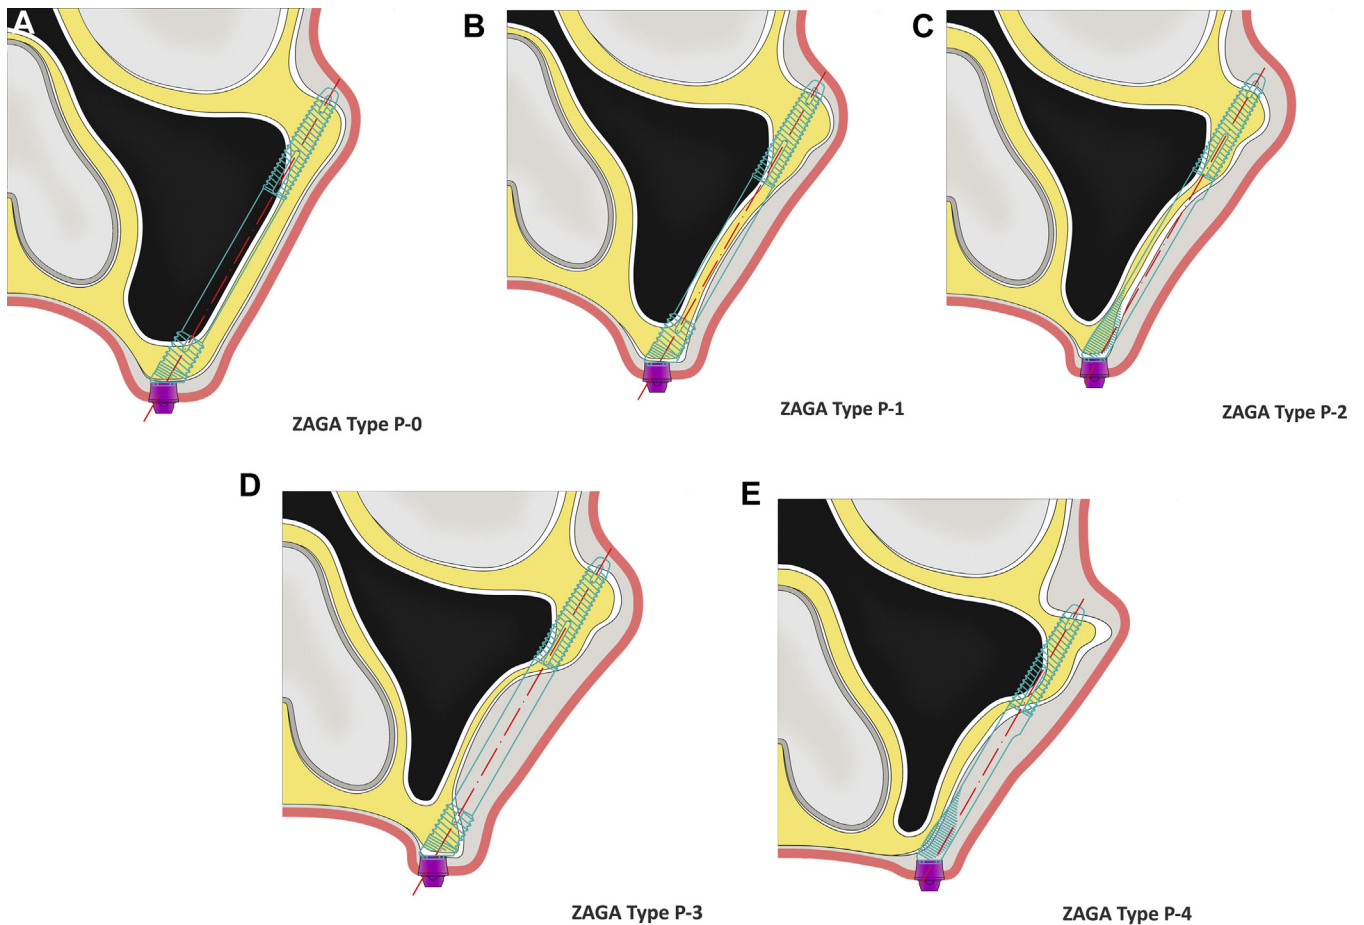 A
B
C
ZAGA Type P-0
ZAGA Type P-1
ZAGA Type P-2
D
E
ZAGA Type P-3
ZAGA Type P-4